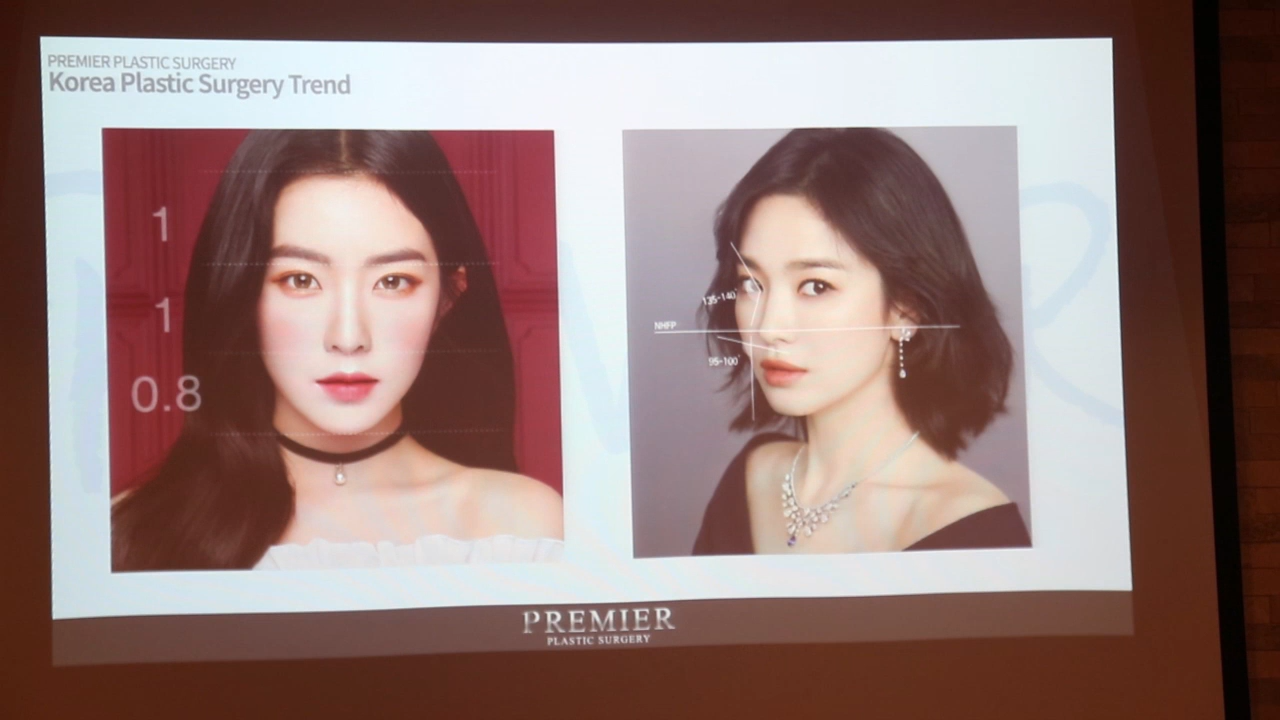 PREMIER PLASTIC SURGERY
Korea Plastic Surgery Trend
1
1
0.8
135~140°
NHFP
95~100°
PREMIER
PLASTIC SURGERY